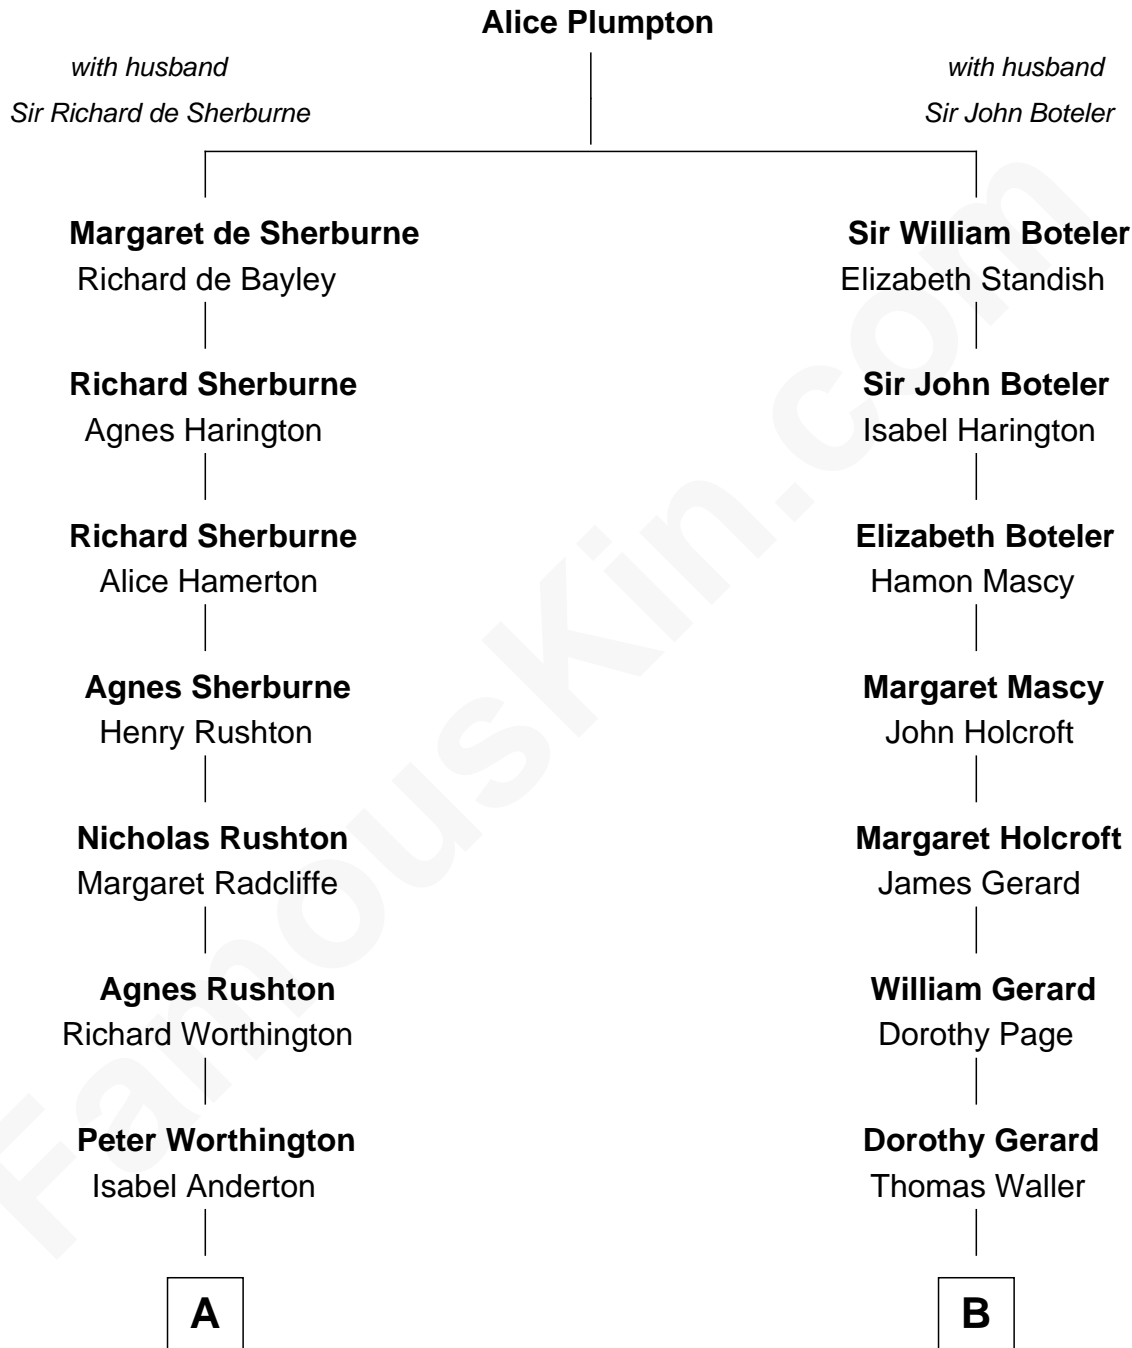 Alice Plumpton
with husband
Sir Richard de Sherburne
with husband
Sir John Boteler
Margaret de Sherburne
Richard de Bayley
Richard Sherburne
Agnes Harington
Richard Sherburne
Alice Hamerton
Agnes Sherburne
Henry Rushton
Nicholas Rushton
Margaret Radcliffe
Agnes Rushton
Richard Worthington
Peter Worthington
Isabel Anderton
A
Sir William Boteler
Elizabeth Standish
Sir John Boteler
Isabel Harington
Elizabeth Boteler
Hamon Mascy
Margaret Mascy
John Holcroft
Margaret Holcroft
James Gerard
William Gerard
Dorothy Page
Dorothy Gerard
Thomas Waller
B
FamousKin.com